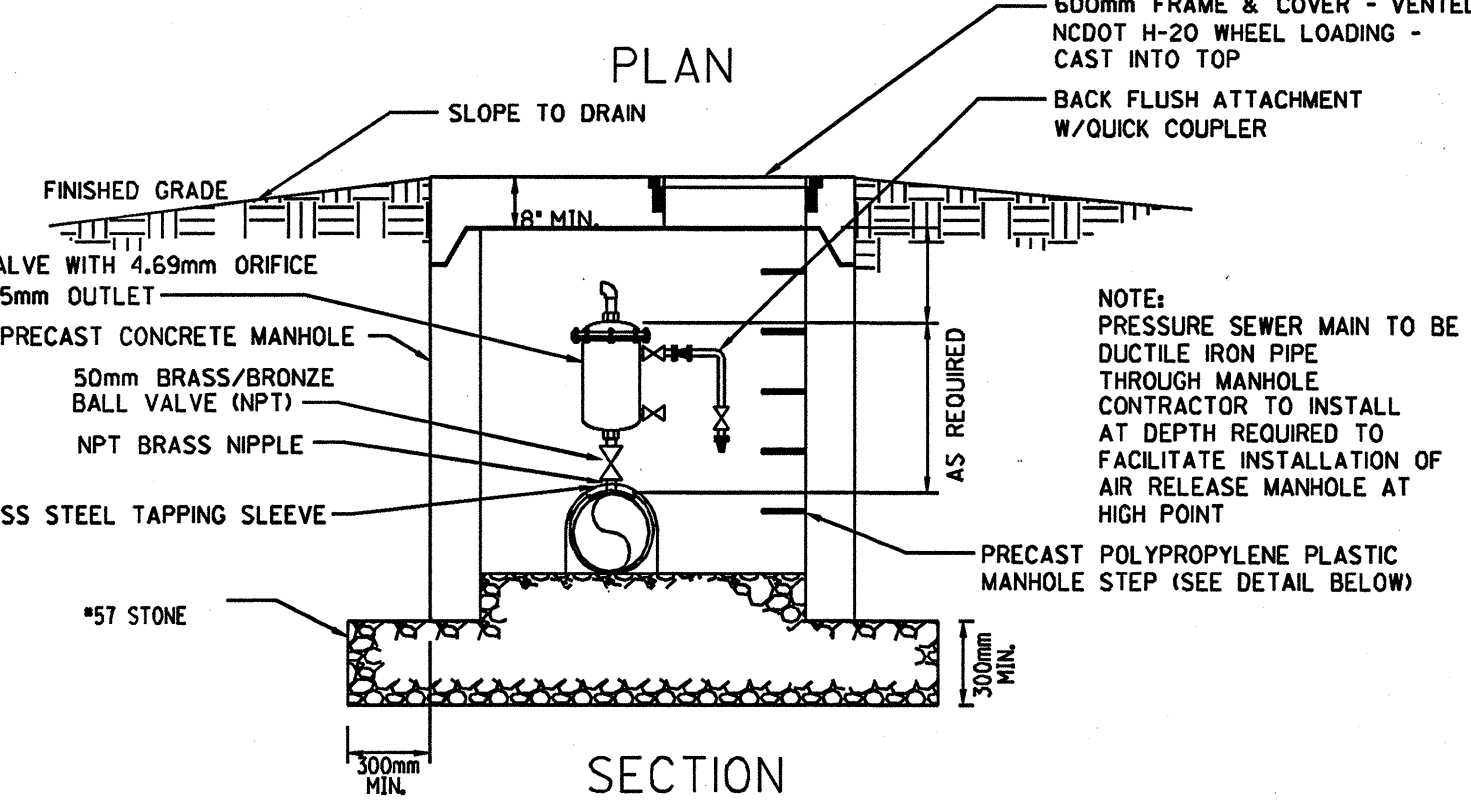 600mm FRAME & COVER - VENTED
NCDOT H-20 WHEEL LOADING -
CAST INTO TOP
PLAN
BACK FLUSH ATTACHMENT
W/QUICK COUPLER
SLOPE TO DRAIN
FINISHED GRADE
8" MIN.
VALVE WITH 4.69mm ORIFICE
5mm OUTLET
PRECAST CONCRETE MANHOLE
50mm BRASS/BRONZE
BALL VALVE (NPT)
NPT BRASS NIPPLE
SS STEEL TAPPING SLEEVE
AS REQUIRED
NOTE:
PRESSURE SEWER MAIN TO BE
DUCTILE IRON PIPE
THROUGH MANHOLE
CONTRACTOR TO INSTALL
AT DEPTH REQUIRED TO
FACILITATE INSTALLATION OF
AIR RELEASE MANHOLE AT
HIGH POINT
PRECAST POLYPROPYLENE PLASTIC
MANHOLE STEP (SEE DETAIL BELOW)
#57 STONE
300mm
MIN.
300mm
MIN.
SECTION